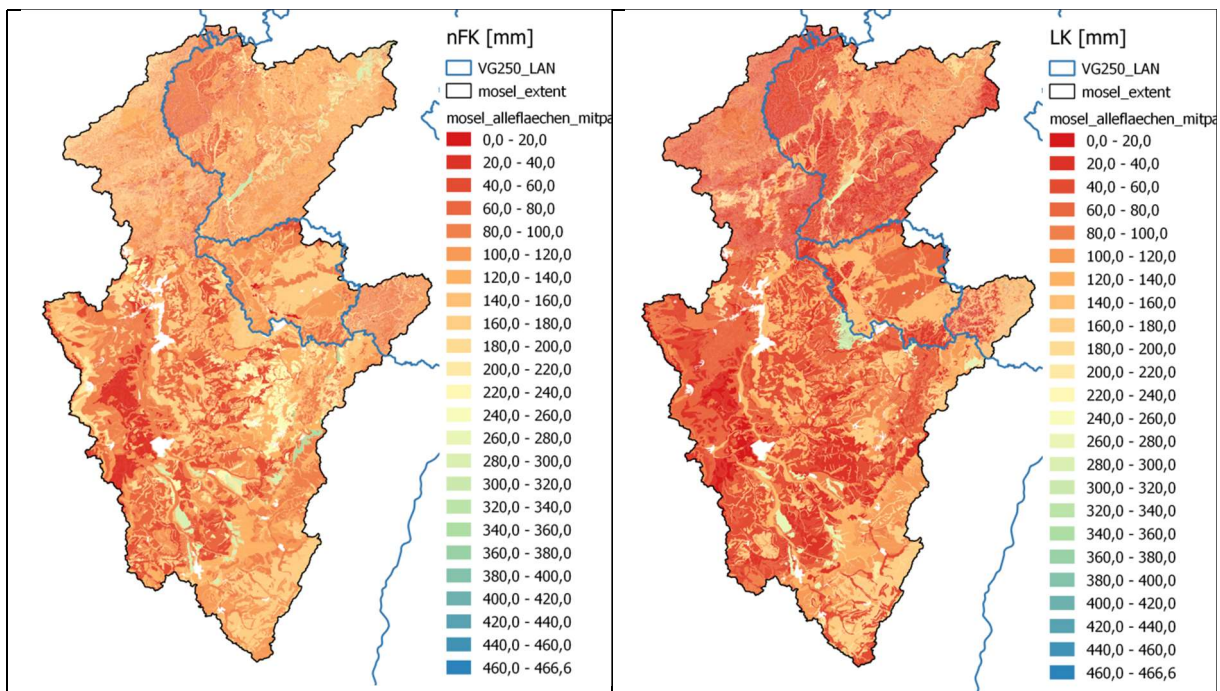 nFK [mm]
VG250_LAN
mosel_extent
mosel_alleflaechen_mitpa
0,0 - 20,0
20,0 - 40,0
40,0 - 60,0
60,0 - 80,0
80,0 - 100,0
100,0 - 120,0
120,0 - 140,0
140,0 - 160,0
160,0 - 180,0
180,0 - 200,0
200,0 - 220,0
220,0 - 240,0
240,0 - 260,0
260,0 - 280,0
280,0 - 300,0
300,0 - 320,0
320,0 - 340,0
340,0 - 360,0
360,0 - 380,0
380,0 - 400,0
400,0 - 420,0
420,0 - 440,0
440,0 - 460,0
460,0 - 466,6
LK [mm]
VG250_LAN
mosel_extent
mosel_alleflaechen_mitpa
0,0 - 20,0
20,0 - 40,0
40,0 - 60,0
60,0 - 80,0
80,0 - 100,0
100,0 - 120,0
120,0 - 140,0
140,0 - 160,0
160,0 - 180,0
180,0 - 200,0
200,0 - 220,0
220,0 - 240,0
240,0 - 260,0
260,0 - 280,0
280,0 - 300,0
300,0 - 320,0
320,0 - 340,0
340,0 - 360,0
360,0 - 380,0
380,0 - 400,0
400,0 - 420,0
420,0 - 440,0
440,0 - 460,0
460,0 - 466,6